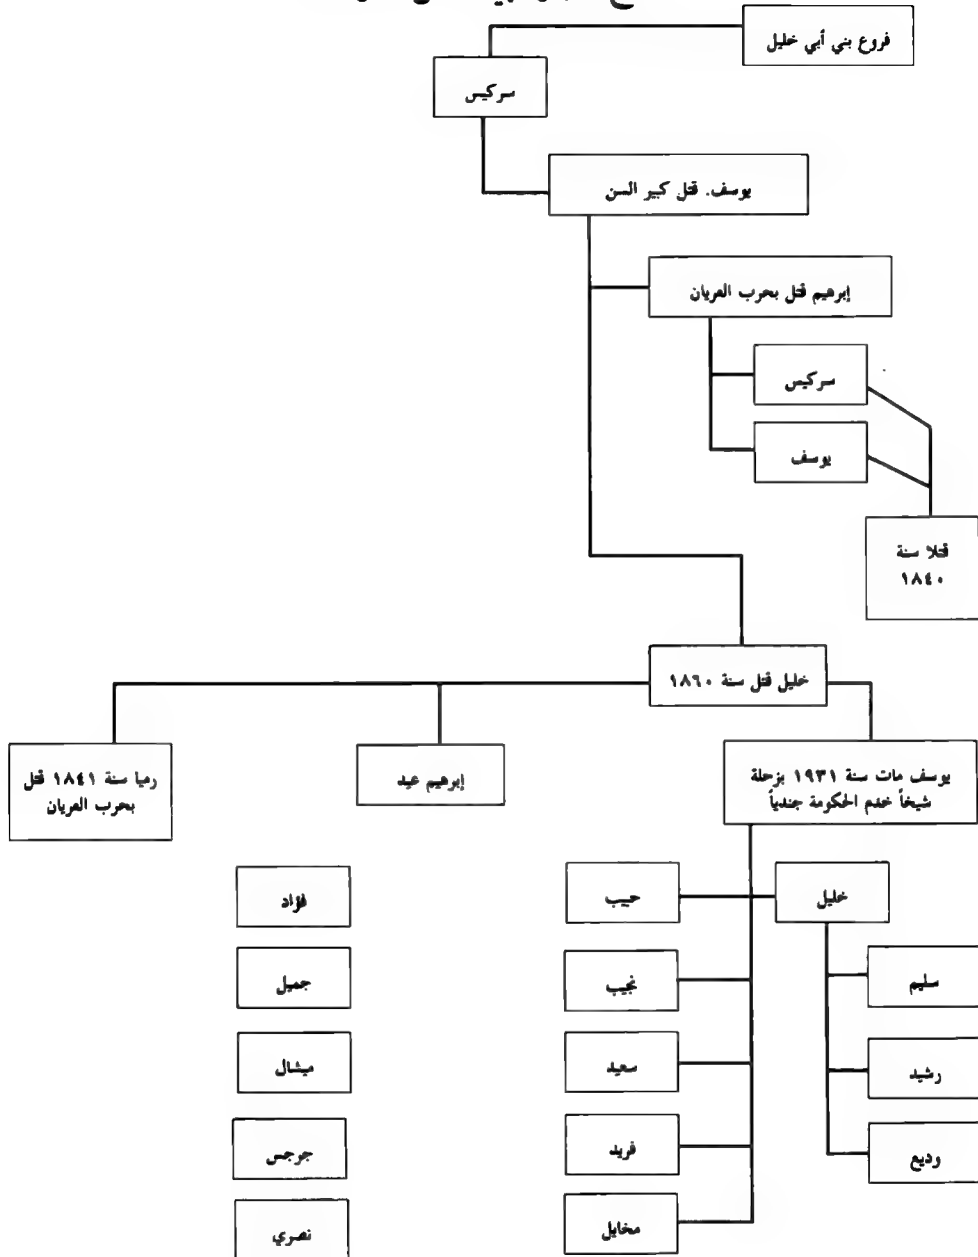 فروع بني أبي خليل
سركيس
يوسف. قتل كبير السن
إبرهيم قتل بحرب العريان
سركيس
يوسف
قتلا سنة
١٨٤٠
خليل قتل سنة ١٨٦٠
يوسف مات سنة ١٩٣١ بزحلة
شيخاً خدم الحكومة جندياً
إبرهيم عيد
رميا سنة ١٨٤١ قتل
بحرب العريان
خليل
حبيب
فؤاد
سليم
نجيب
جميل
رشيد
سعيد
ميشال
وديع
فريد
جرجس
مخايل
نصري